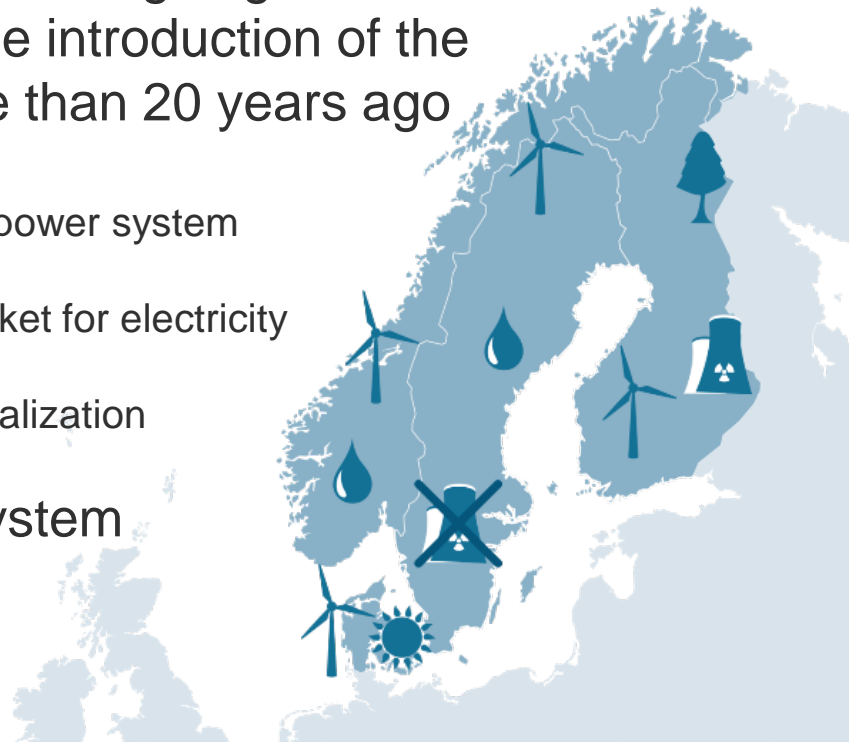 e introduction of the
e than 20 years ago
power system
ket for electricity
alization
ystem